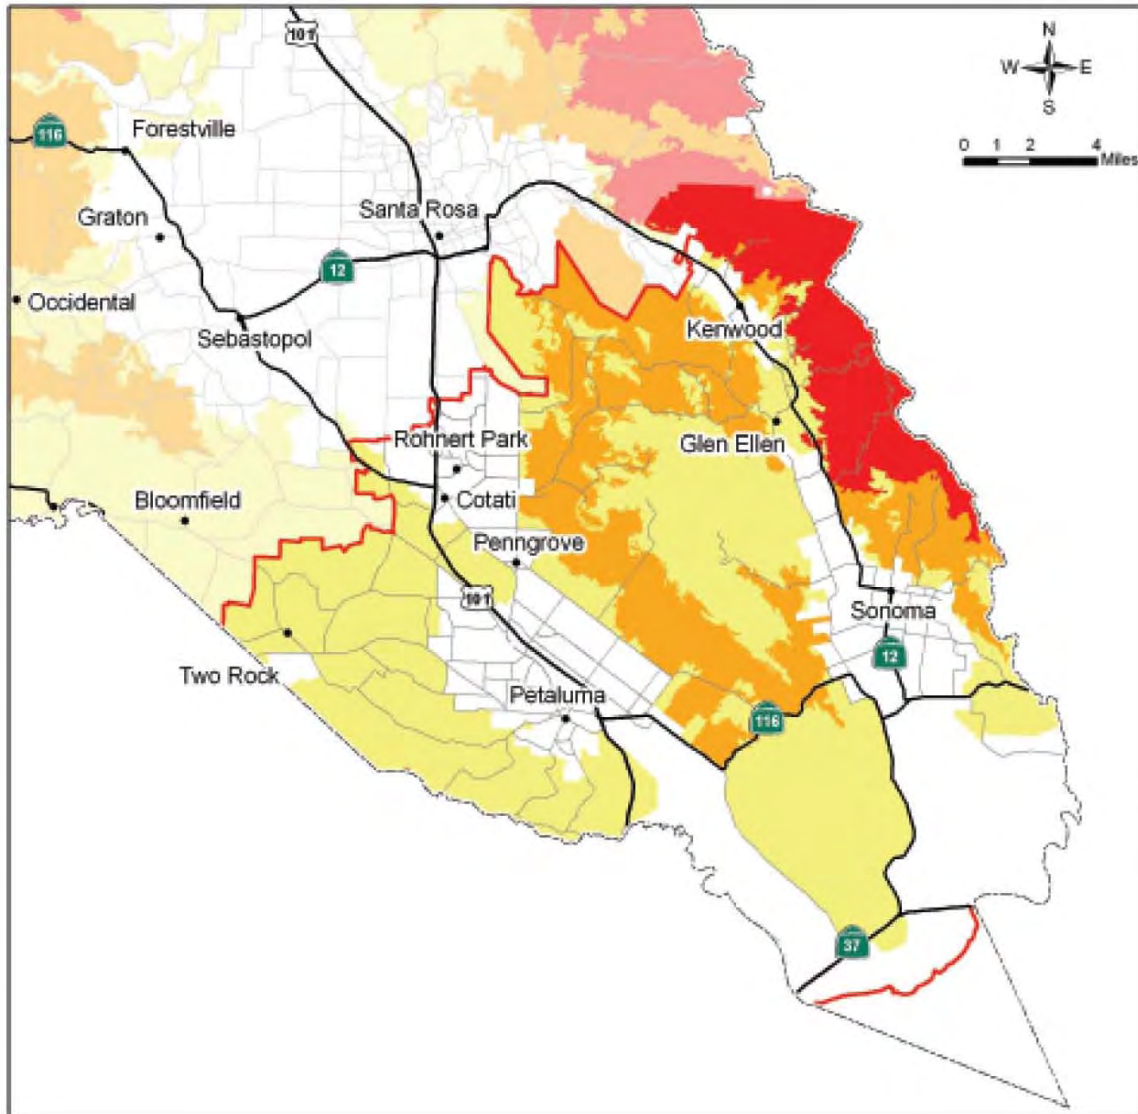 101
N
W E
S
116
Forestville
0 1 2 4 Miles
Graton
Santa Rosa
12
Occidental
Sebastopol
Kenwood
Rohnert Park
Glen Ellen
Bloomfield
Cotati
Penngrove
101
Sonoma
12
Two Rock
Petaluma
116
37